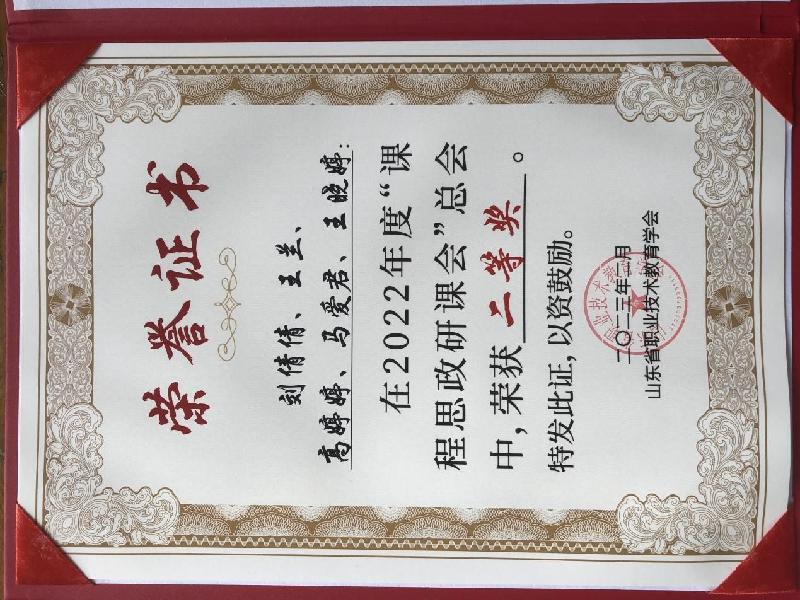 荣誉证书
刘倩倩、王兰、
高婷婷、马爱君、王晓婷:
在2022年度“课
程思政研课会”总会
中，荣获二等奖。
特发此证，以资鼓励。
二〇二三年二月
山东省职业技术教育学会